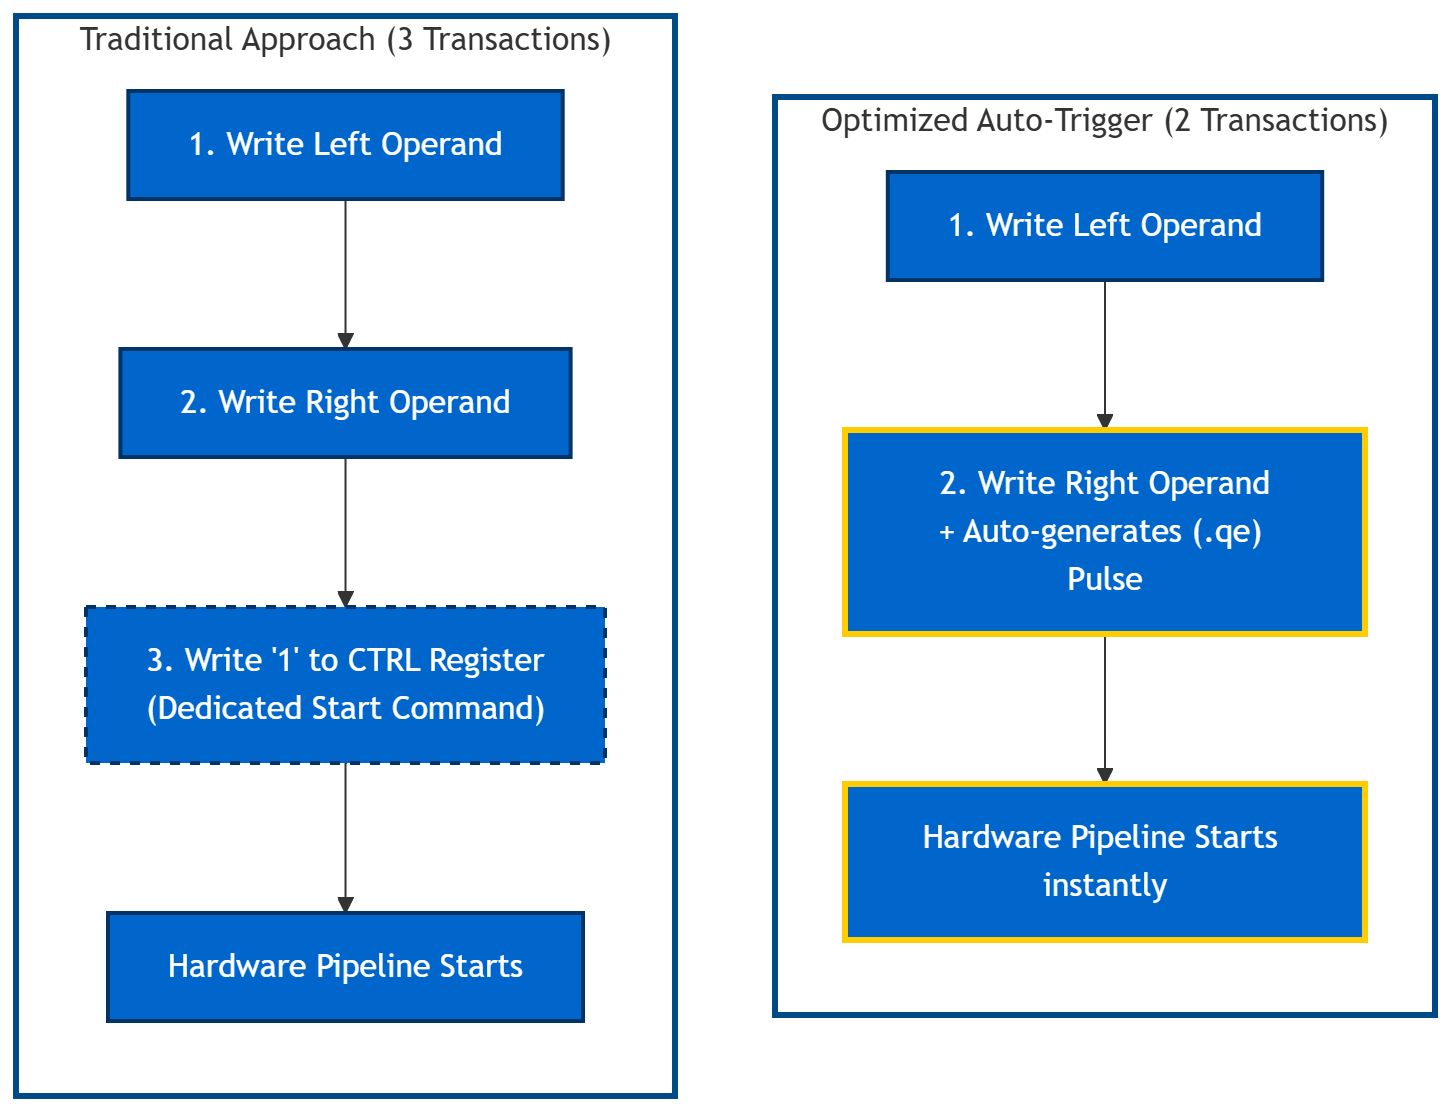 Traditional Approach (3 Transactions)
1. Write Left Operand
2. Write Right Operand
3. Write '1' to CTRL Register
(Dedicated Start Command)
Hardware Pipeline Starts
Optimized Auto-Trigger (2 Transactions)
1. Write Left Operand
2. Write Right Operand
+ Auto-generates (.qe)
Pulse
Hardware Pipeline Starts
instantly